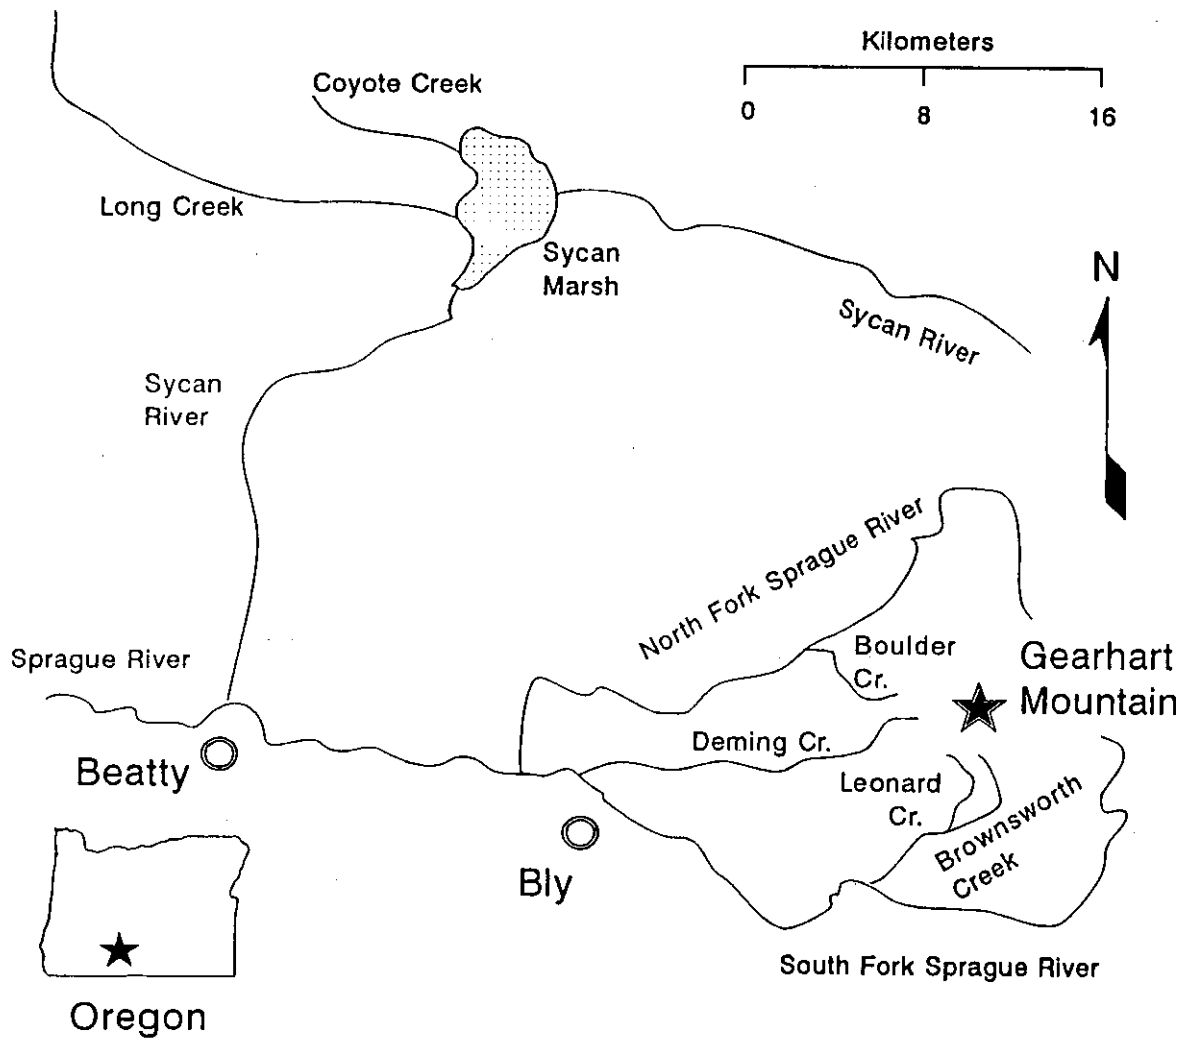 Kilometers
0 8 16
Coyote Creek
Long Creek
Sycan
Marsh
N
Sycan River
Sycan
River
North Fork Sprague River
Sprague River
Boulder
Cr.
Gearhart
Mountain
Deming Cr.
Beatty
Leonard
Cr.
Brownsworth
Creek
Bly
South Fork Sprague River
Oregon